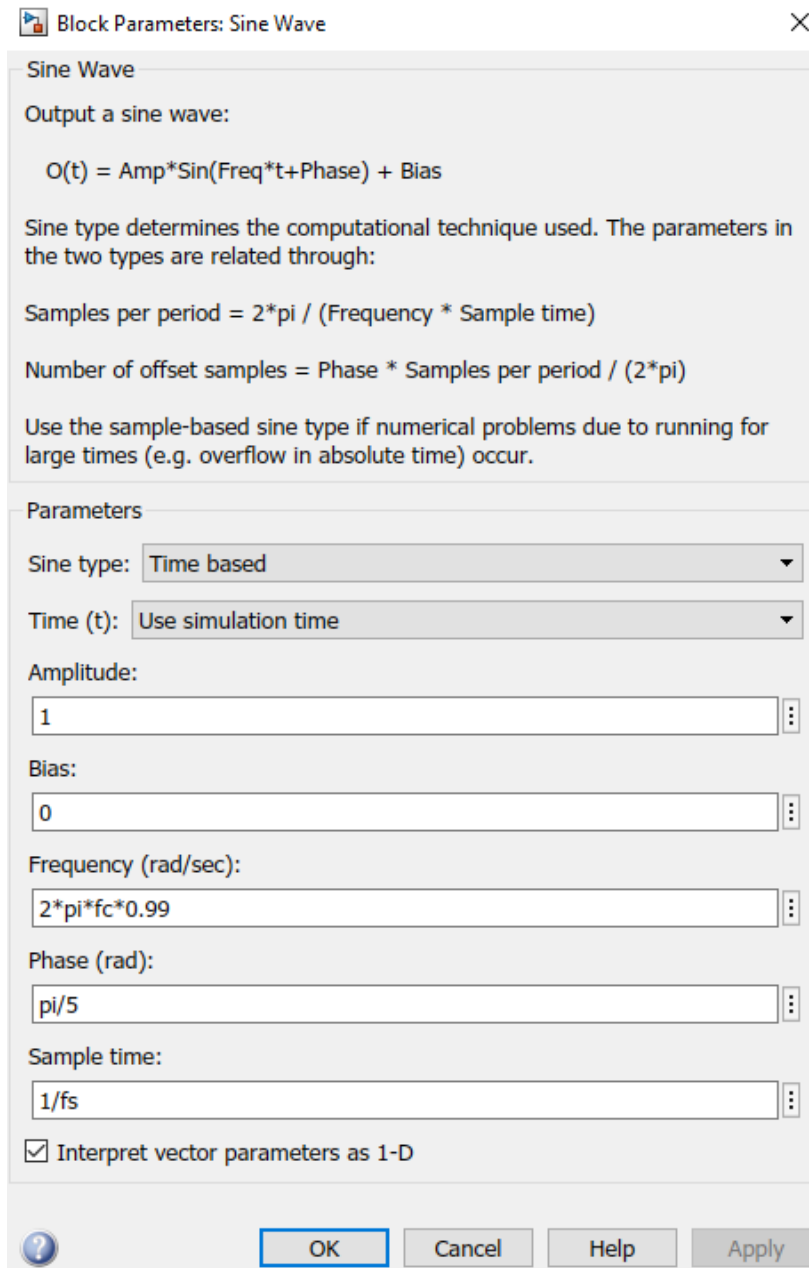 Block Parameters: Sine Wave
Sine Wave
Output a sine wave:
O(t) = Amp*Sin(Freq*t+Phase) + Bias
Sine type determines the computational technique used. The parameters in
the two types are related through:
Samples per period = 2*pi / (Frequency * Sample time)
Number of offset samples = Phase * Samples per period / (2*pi)
Use the sample-based sine type if numerical problems due to running for
large times (e.g. overflow in absolute time) occur.
Parameters
Sine type: Time based
Time (t): Use simulation time
Amplitude:
1
Bias:
0
Frequency (rad/sec):
2*pi*fc*0.99
Phase (rad):
pi/5
Sample time:
1/fs
Interpret vector parameters as 1-D
OK Cancel Help Apply